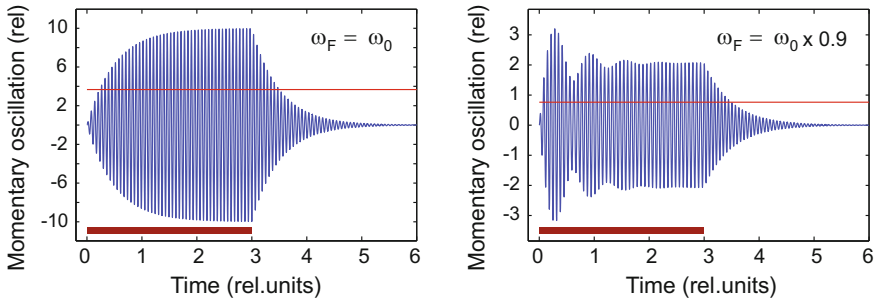 Momentary oscillation (rel)
10
6
2
-2
-6
-10
ω_F = ω_0
0 1 2 3 4 5 6
Time (rel.units)
Momentary oscillation (rel)
3
2
1
0
-1
-2
-3
ω_F = ω_0 x 0.9
0 1 2 3 4 5 6
Time (rel.units)